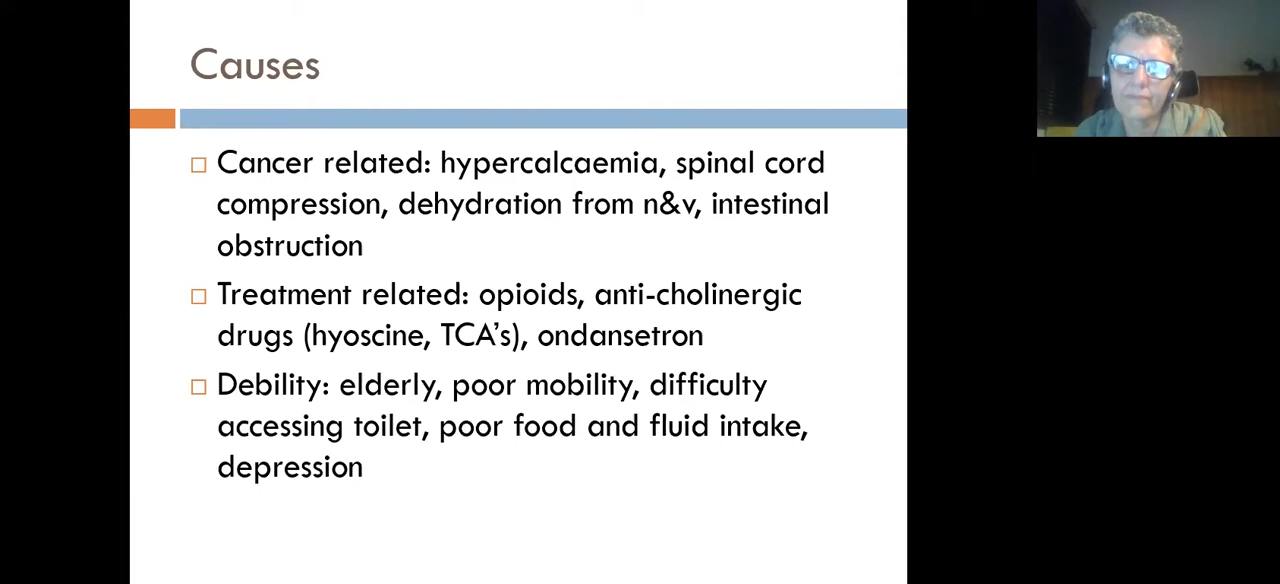 Causes
Cancer related: hypercalcaemia, spinal cord
compression, dehydration from n&v, intestinal
obstruction
Treatment related: opioids, anti-cholinergic
drugs (hyoscine, TCA’s), ondansetron
Debility: elderly, poor mobility, difficulty
accessing toilet, poor food and fluid intake,
depression